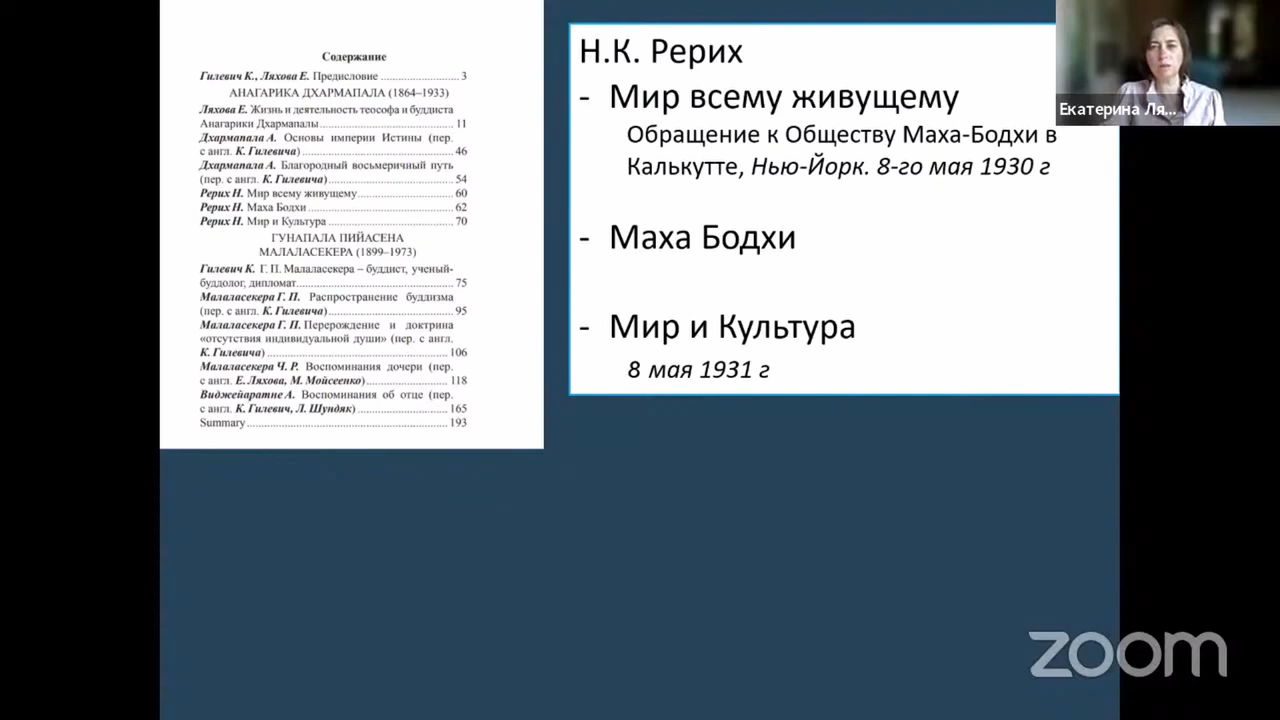 Содержание
Гилевич К., Ляхова Е. Предисловие ........................ 3
АНАГАРИКА ДХАРМАПАЛА (1864–1933)
Ляхова Е. Жизнь и деятельность теософа и буддиста
Анагарики Дхармапалы ........................ 11
Дхармапала А. Основы империи Истины (пер.
с англ. К. Гилевича) ........................ 46
Дхармапала А. Благородный восьмеричный путь
(пер. с англ. К. Гилевича) ........................ 54
Рерих Н. Мир всему живущему ........................ 60
Рерих Н. Маха Бодхи ........................ 62
Рерих Н. Мир и Культура ........................ 70
ГУНАПАЛА ПИЙАСЕНА
МАЛАЛАСЕКЕРА (1899–1973)
Гилевич К. Г. П. Малаласекера – буддист, ученый-
буддолог, дипломат ........................ 75
Малаласекера Г. П. Распространение буддизма
(пер. с англ. К. Гилевича) ........................ 95
Малаласекера Г. П. Перерождение и доктрина
«отсутствия индивидуальной души» (пер. с англ.
К. Гилевича) ........................ 106
Малаласекера Ч. Р. Воспоминания дочери (пер.
с англ. Е. Ляхова, М. Мойсеенко) ........................ 118
Виджейаратне А. Воспоминания об отце (пер.
с англ. К. Гилевич, Л. Шундяк) ........................ 165
Summary ........................ 193
Н.К. Рерих
- Мир всему живущему
Обращение к Обществу Маха-Бодхи в
Калькутте, Нью-Йорк. 8-го мая 1930 г
- Маха Бодхи
- Мир и Культура
8 мая 1931 г
Екатерина Ля...
zoom